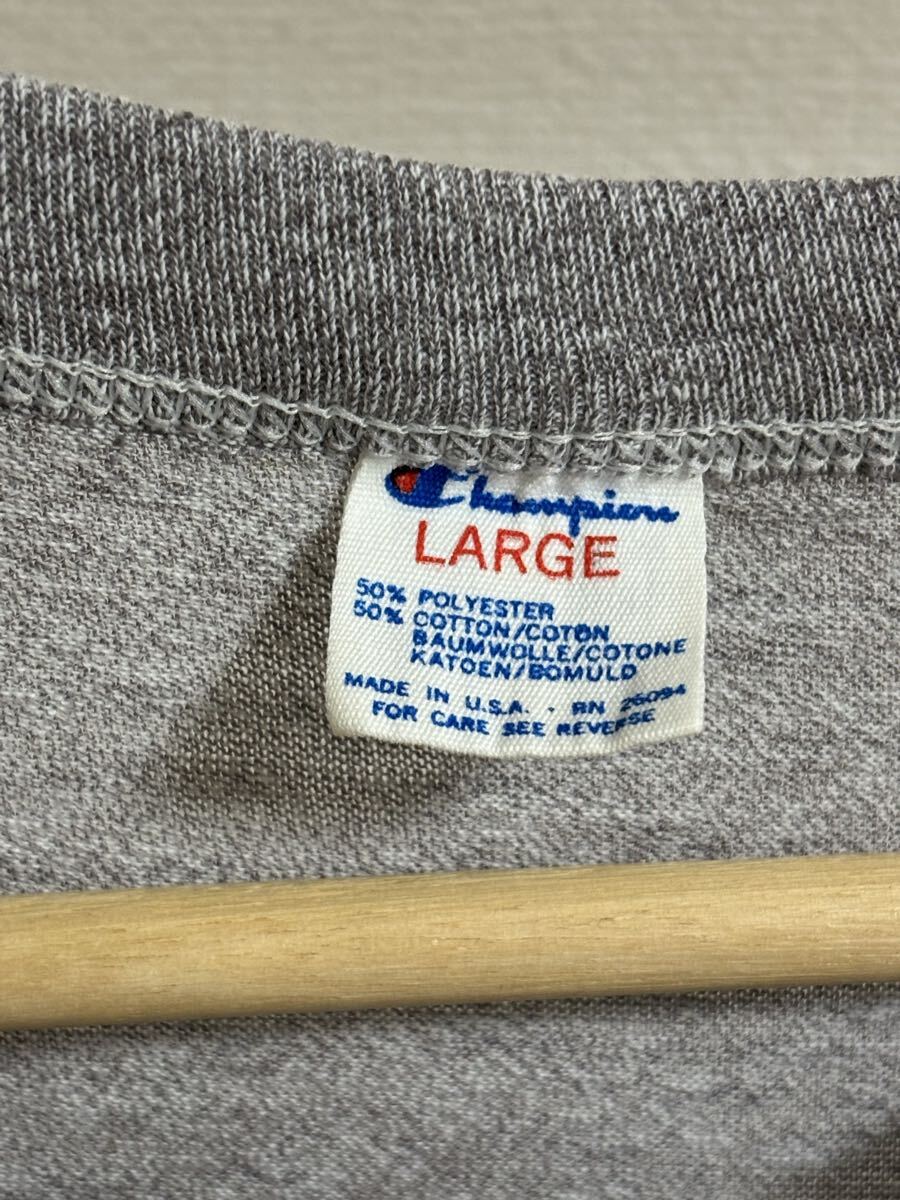 Champion
LARGE
50% POLYESTER
50% COTTON/COTON
BAUMWOLLE/COTONE
KATOEN/BOMULD
MADE IN U.S.A. - RN 26094
FOR CARE SEE REVERSE